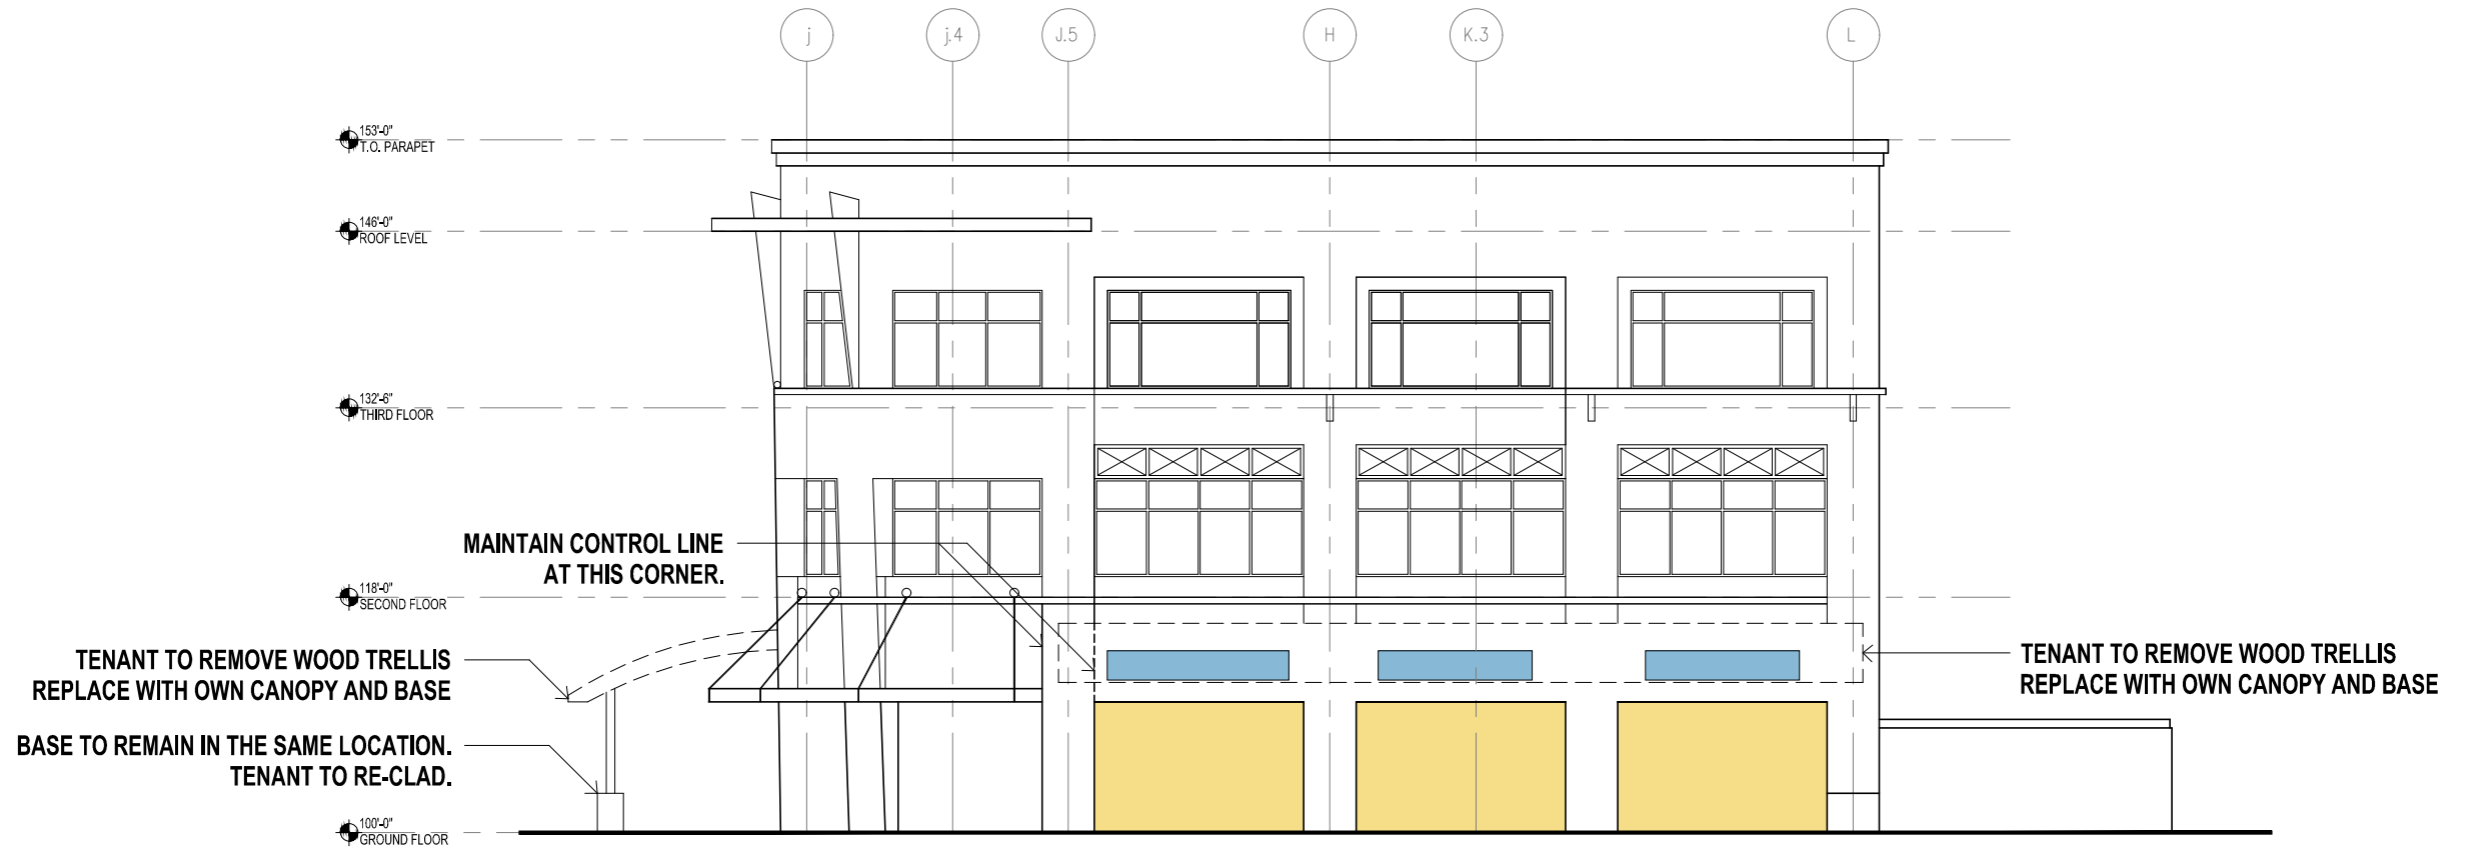 j
j.4
J.5
H
K.3
L
153'-0"
T.O. PARAPET
146'-0"
ROOF LEVEL
132'-6"
THIRD FLOOR
MAINTAIN CONTROL LINE
AT THIS CORNER.
118'-0"
SECOND FLOOR
TENANT TO REMOVE WOOD TRELLIS
REPLACE WITH OWN CANOPY AND BASE
TENANT TO REMOVE WOOD TRELLIS
REPLACE WITH OWN CANOPY AND BASE
BASE TO REMAIN IN THE SAME LOCATION.
TENANT TO RE-CLAD.
100'-0"
GROUND FLOOR